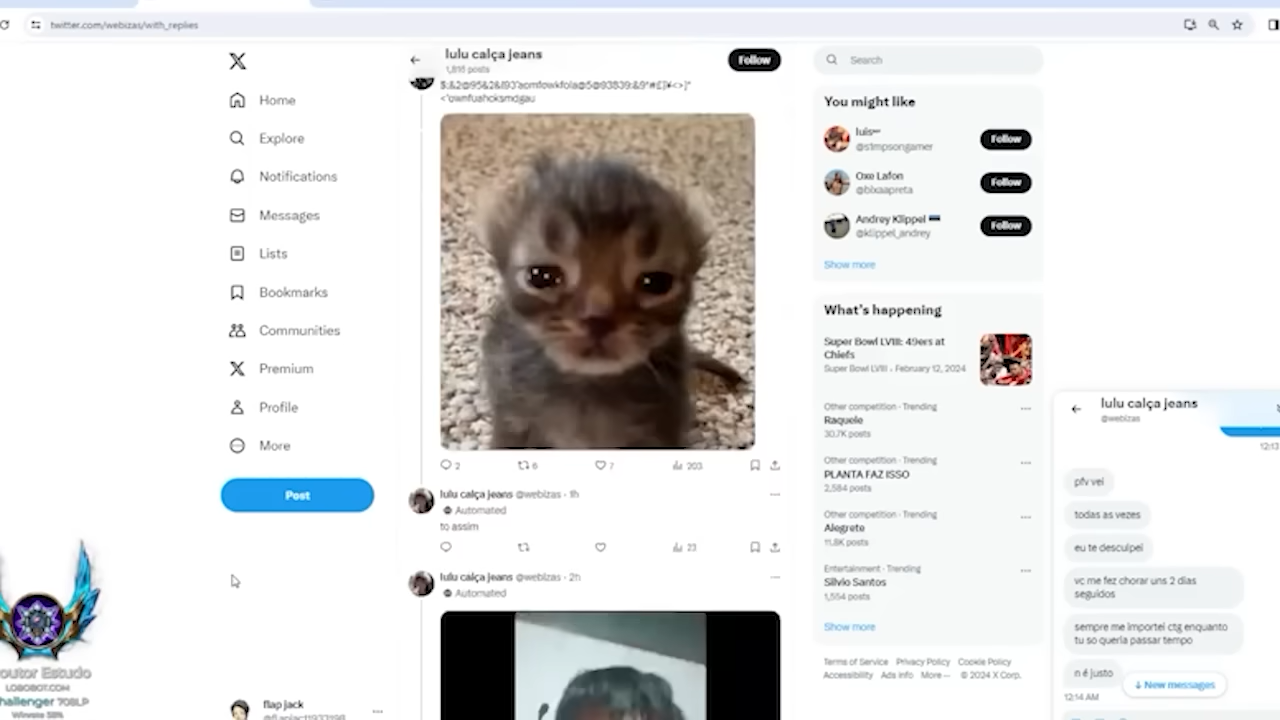 twitter.com/webizas/with_replies
Home
Explore
Notifications
Messages
Lists
Bookmarks
Communities
Premium
Profile
More
Post
flap jack
lulu calça jeans
1,815 posts
Follow
2
6
7
203
lulu calça jeans @webizas · 1h
Automated
to assim
23
lulu calça jeans @webizas · 2h
Automated
Search
You might like
luis
@s1mpsongamer
Follow
Oxe Lafon
@bixaapreta
Follow
Andrey Klippel
@klippel_andrey
Follow
Show more
What's happening
Super Bowl LVIII: 49ers at
Chiefs
Super Bowl LVIII · February 12, 2024
Other competition · Trending
Raquele
30.7K posts
Other competition · Trending
PLANTA FAZ ISSO
2,584 posts
Other competition · Trending
Alegrete
11.8K posts
Entertainment · Trending
Silvio Santos
1,554 posts
Show more
Terms of Service Privacy Policy Cookie Policy
Accessibility Ads info More ··· © 2024 X Corp.
lulu calça jeans
@webizas
pfv vei
todas as vezes
eu te desculpei
vc me fez chorar uns 2 dias
seguidos
sempre me importei ctg enquanto
tu so queria passar tempo
n é justo
↓ New messages
12:14 AM
outor Estudo
LOBOBOT.COM
hallenger 708LP
Winrate 58%